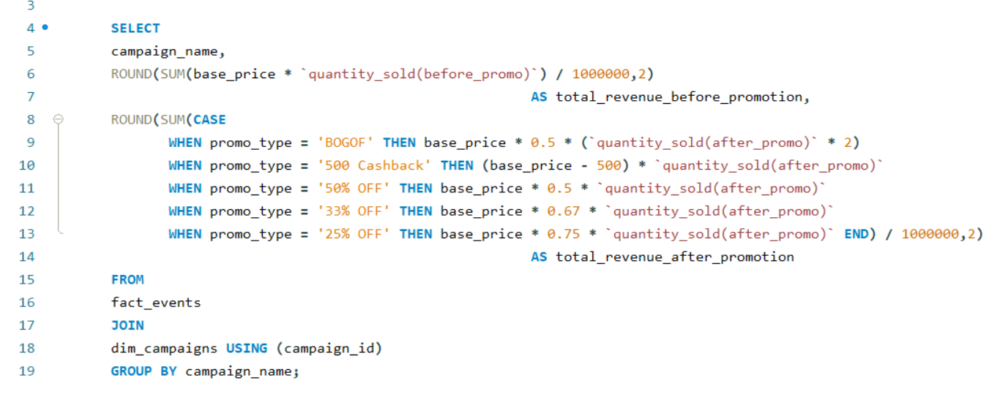 3
4 SELECT
5 campaign_name,
6 ROUND(SUM(base_price * `quantity_sold(before_promo)`) / 1000000,2)
7 AS total_revenue_before_promotion,
8 ROUND(SUM(CASE
9 WHEN promo_type = 'BOGOF' THEN base_price * 0.5 * (`quantity_sold(after_promo)` * 2)
10 WHEN promo_type = '500 Cashback' THEN (base_price - 500) * `quantity_sold(after_promo)`
11 WHEN promo_type = '50% OFF' THEN base_price * 0.5 * `quantity_sold(after_promo)`
12 WHEN promo_type = '33% OFF' THEN base_price * 0.67 * `quantity_sold(after_promo)`
13 WHEN promo_type = '25% OFF' THEN base_price * 0.75 * `quantity_sold(after_promo)` END) / 1000000,2)
14 AS total_revenue_after_promotion
15 FROM
16 fact_events
17 JOIN
18 dim_campaigns USING (campaign_id)
19 GROUP BY campaign_name;